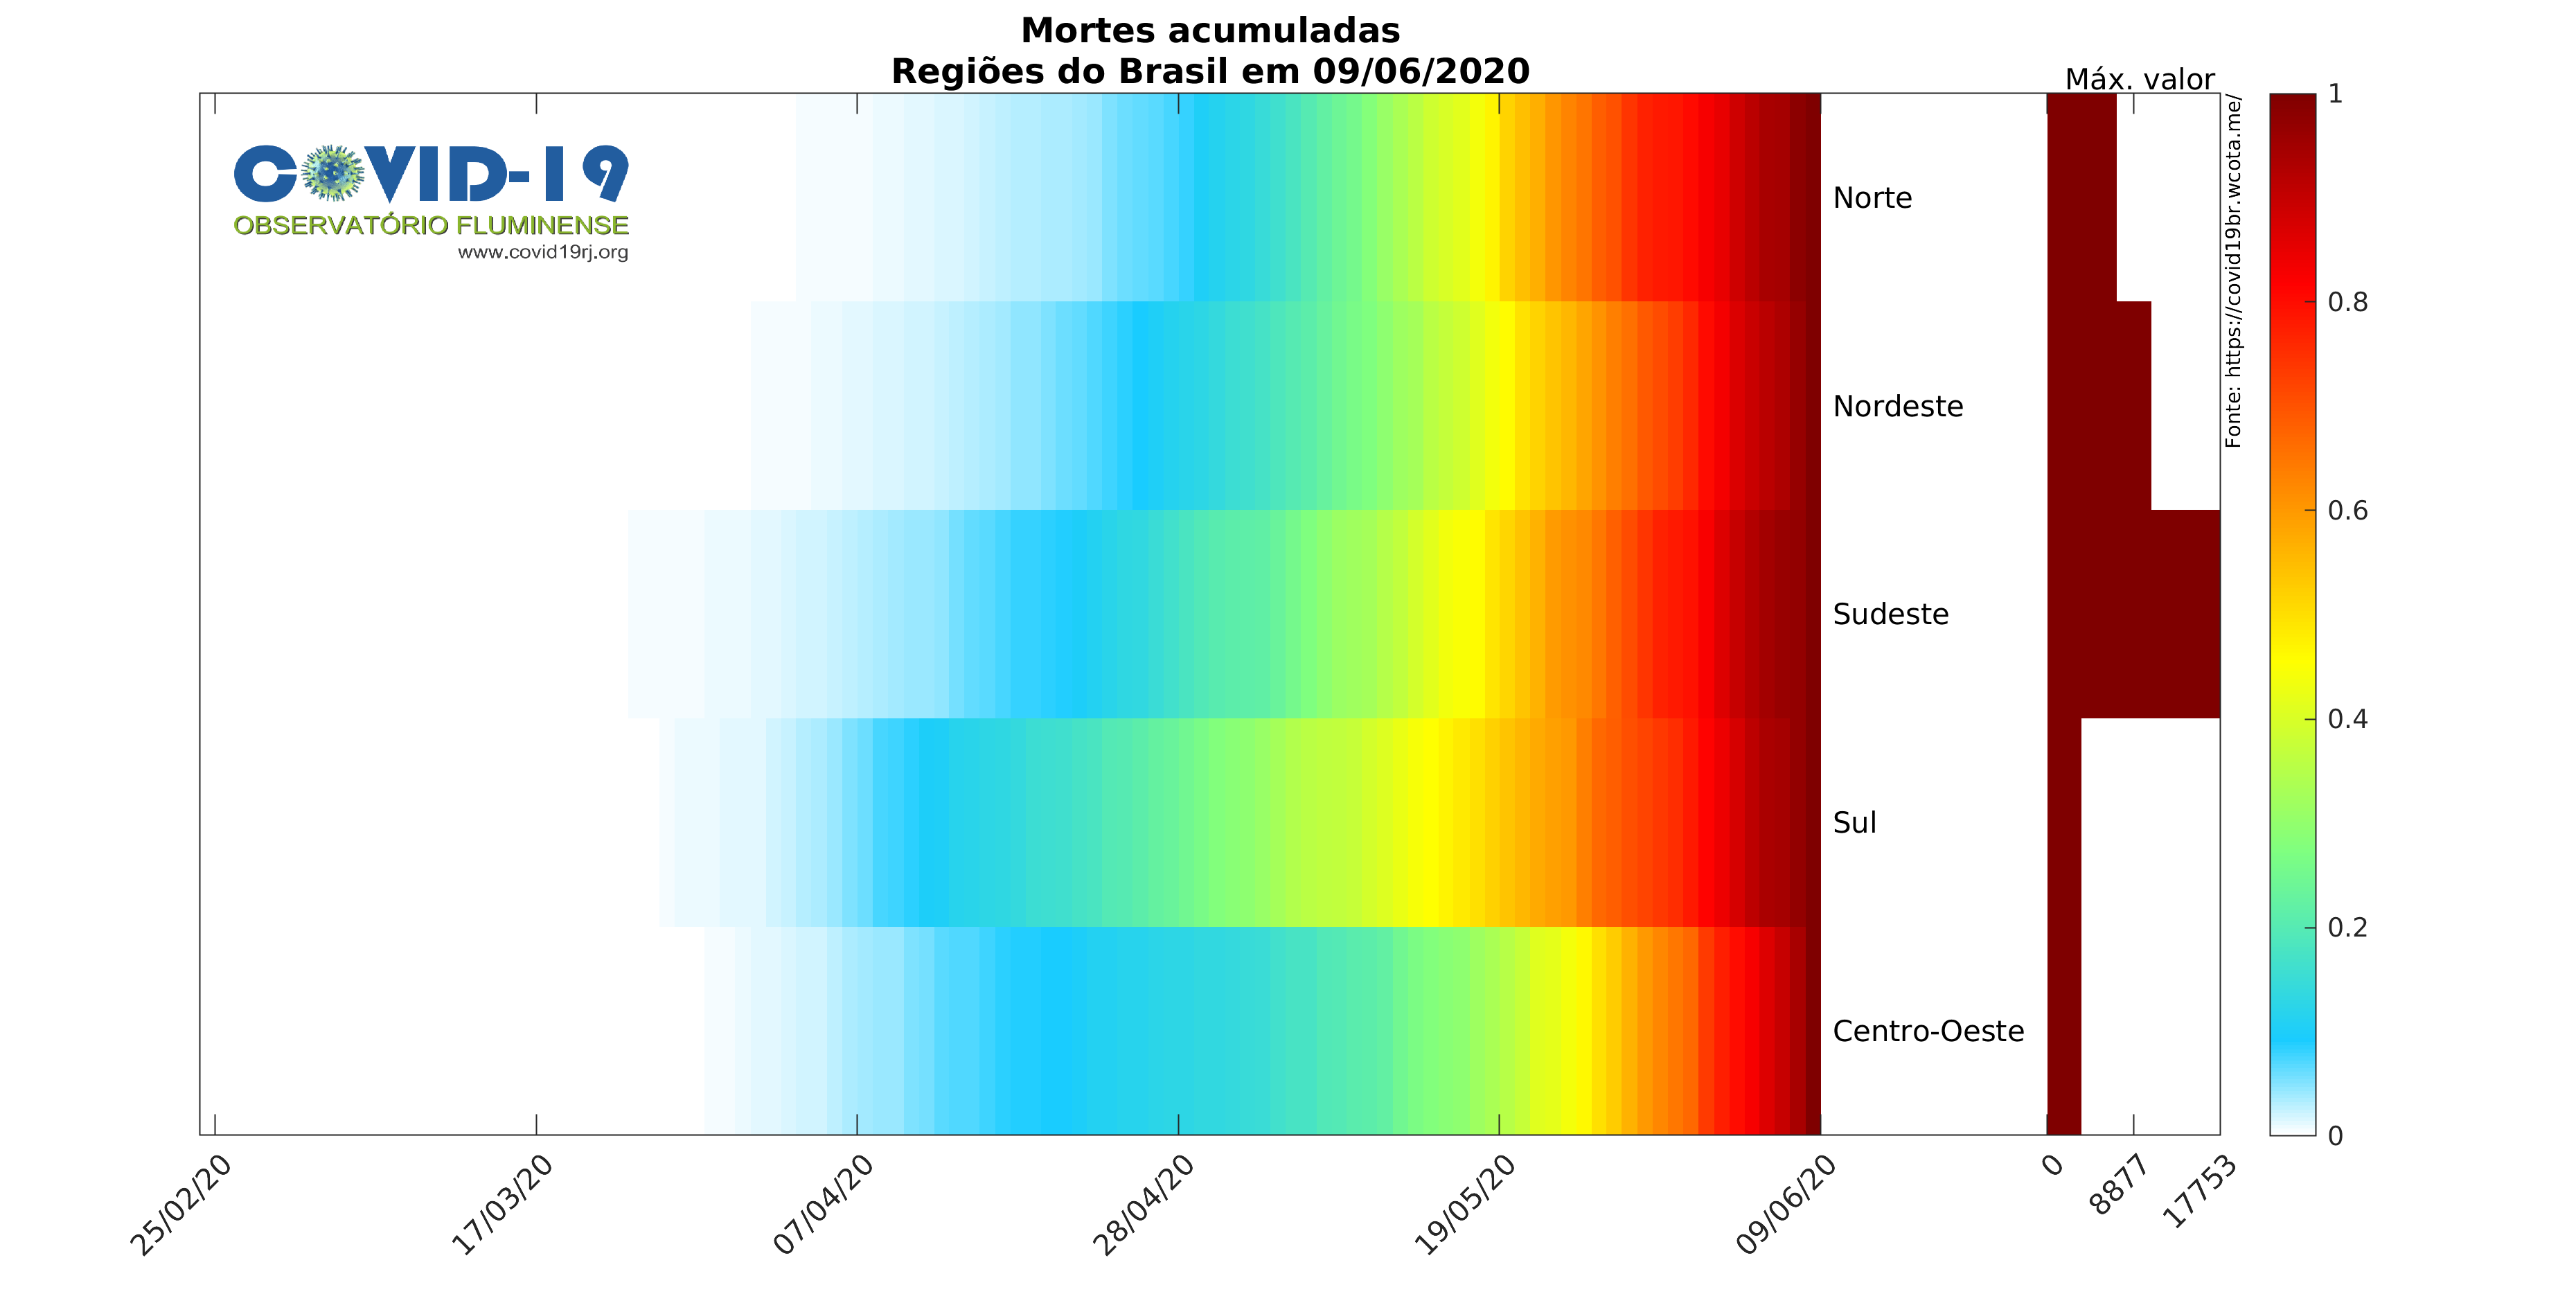 Mortes acumuladas
Regiões do Brasil em 09/06/2020
Máx. valor
COVID-19
OBSERVATÓRIO FLUMINENSE
www.covid19rj.org
Norte
Nordeste
Sudeste
Sul
Centro-Oeste
Fonte: https://covid19br.wcota.me/
1
0.8
0.6
0.4
0.2
0
25/02/20
17/03/20
07/04/20
28/04/20
19/05/20
09/06/20
0
8877
17753